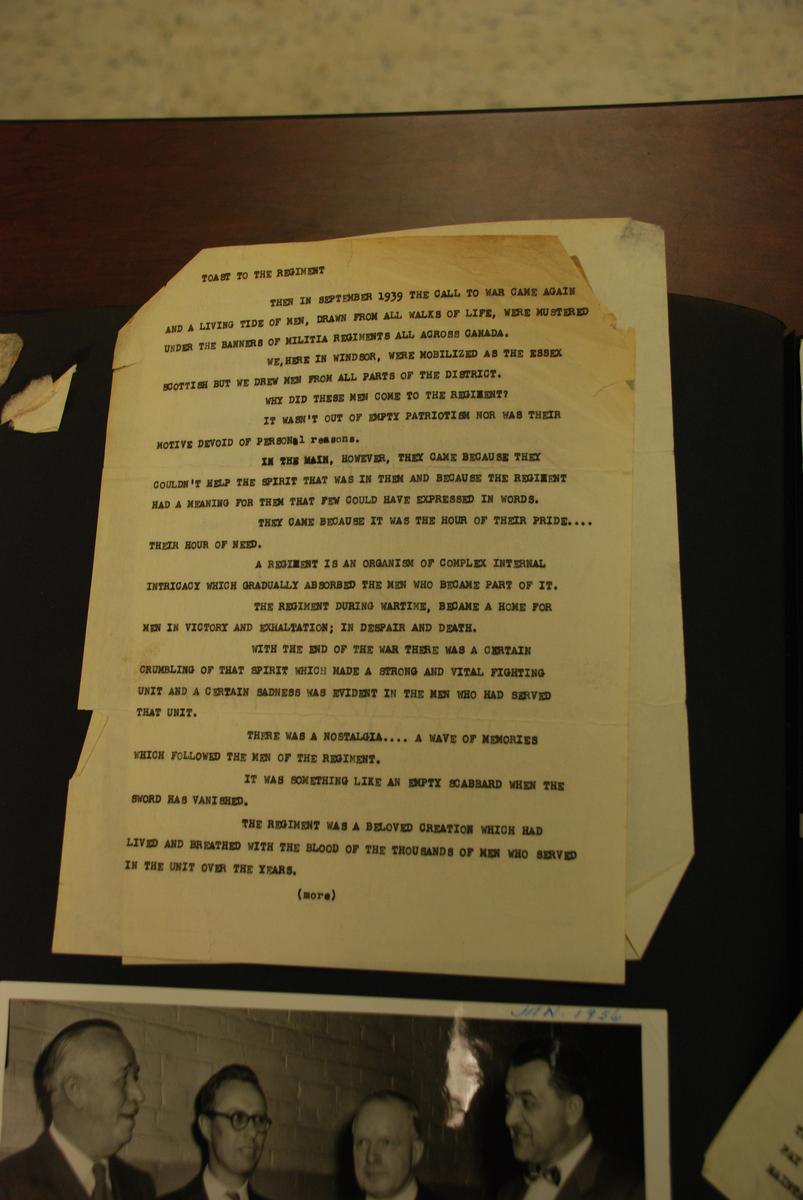 TOAST TO THE REGIMENT
THEN IN SEPTEMBER 1939 THE CALL TO WAR CAME AGAIN
AND A LIVING TIDE OF MEN, DRAWN FROM ALL WALKS OF LIFE, WERE MUSTERED
UNDER THE BANNERS OF MILITIA REGIMENTS ALL ACROSS CANADA.
WE,HERE IN WINDSOR, WERE MOBILIZED AS THE ESSEX
SCOTTISH BUT WE DREW MEN FROM ALL PARTS OF THE DISTRICT.
WHY DID THESE MEN COME TO THE REGIMENT?
IT WASN'T OUT OF EMPTY PATRIOTISM NOR WAS THEIR
MOTIVE DEVOID OF PERSONal reasons.
IN THE MAIN, HOWEVER, THEY CAME BECAUSE THEY
COULDN'T HELP THE SPIRIT THAT WAS IN THEM AND BECAUSE THE REGIMENT
HAD A MEANING FOR THEM THAT FEW COULD HAVE EXPRESSED IN WORDS.
THEY CAME BECAUSE IT WAS THE HOUR OF THEIR PRIDE....
THEIR HOUR OF NEED.
A REGIMENT IS AN ORGANISM OF COMPLEX INTERNAL
INTRICACY WHICH GRADUALLY ABSORBED THE MEN WHO BECAME PART OF IT.
THE REGIMENT DURING WARTIME, BECAME A HOME FOR
MEN IN VICTORY AND EXHALTATION; IN DESPAIR AND DEATH.
WITH THE END OF THE WAR THERE WAS A CERTAIN
CRUMBLING OF THAT SPIRIT WHICH MADE A STRONG AND VITAL FIGHTING
UNIT AND A CERTAIN SADNESS WAS EVIDENT IN THE MEN WHO HAD SERVED
THAT UNIT.
THERE WAS A NOSTALGIA.... A WAVE OF MEMORIES
WHICH FOLLOWED THE MEN OF THE REGIMENT.
IT WAS SOMETHING LIKE AN EMPTY SCABBARD WHEN THE
SWORD HAS VANISHED.
THE REGIMENT WAS A BELOVED CREATION WHICH HAD
LIVED AND BREATHED WITH THE BLOOD OF THE THOUSANDS OF MEN WHO SERVED
IN THE UNIT OVER THE YEARS.
(more)
JAN. 1956